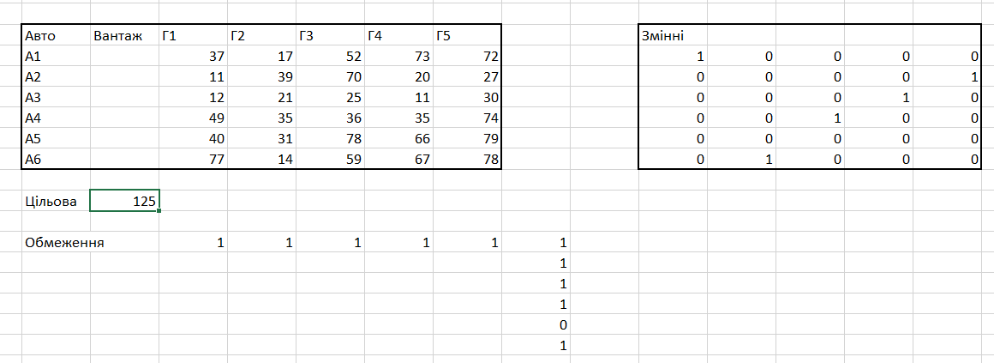 Авто Вантаж Г1 Г2 Г3 Г4 Г5 Змінні
А1 37 17 52 73 72 1 0 0 0 0
А2 11 39 70 20 27 0 0 0 0 1
А3 12 21 25 11 30 0 0 0 1 0
А4 49 35 36 35 74 0 0 1 0 0
А5 40 31 78 66 79 0 0 0 0 0
А6 77 14 59 67 78 0 1 0 0 0
Цільова 125
Обмеження 1 1 1 1 1 1
1
1
1
0
1